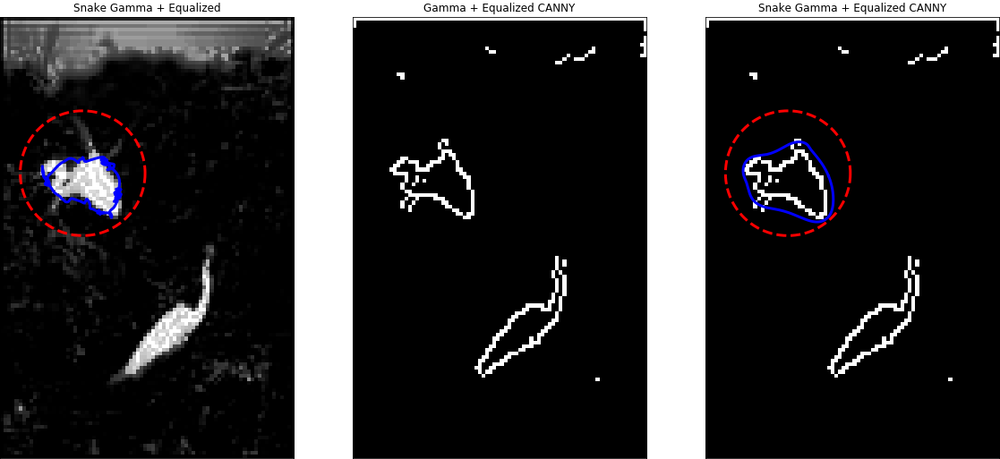 Snake Gamma + Equalized
Gamma + Equalized CANNY
Snake Gamma + Equalized CANNY